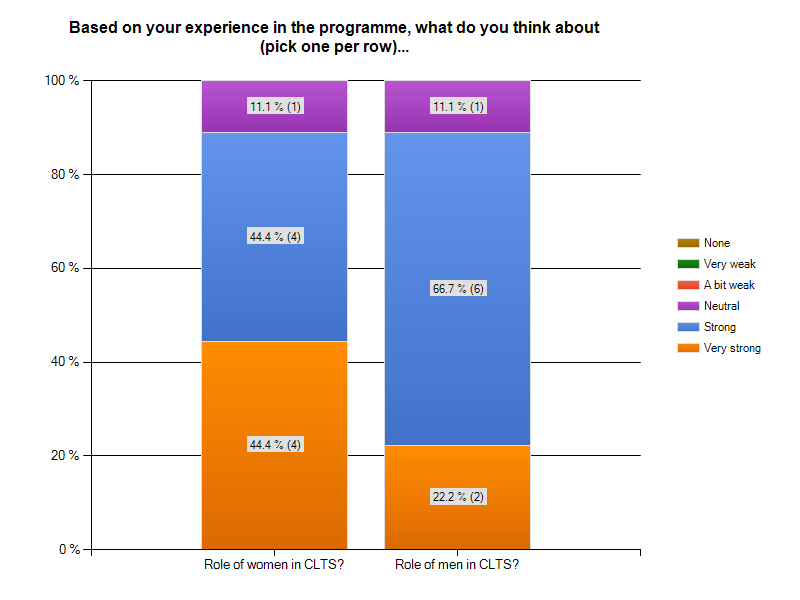 Based on your experience in the programme, what do you think about
(pick one per row)...
100 %
80 %
60 %
40 %
20 %
0 %
11.1 % (1)
44.4 % (4)
44.4 % (4)
11.1 % (1)
66.7 % (6)
22.2 % (2)
Role of women in CLTS?
Role of men in CLTS?
None
Very weak
A bit weak
Neutral
Strong
Very strong